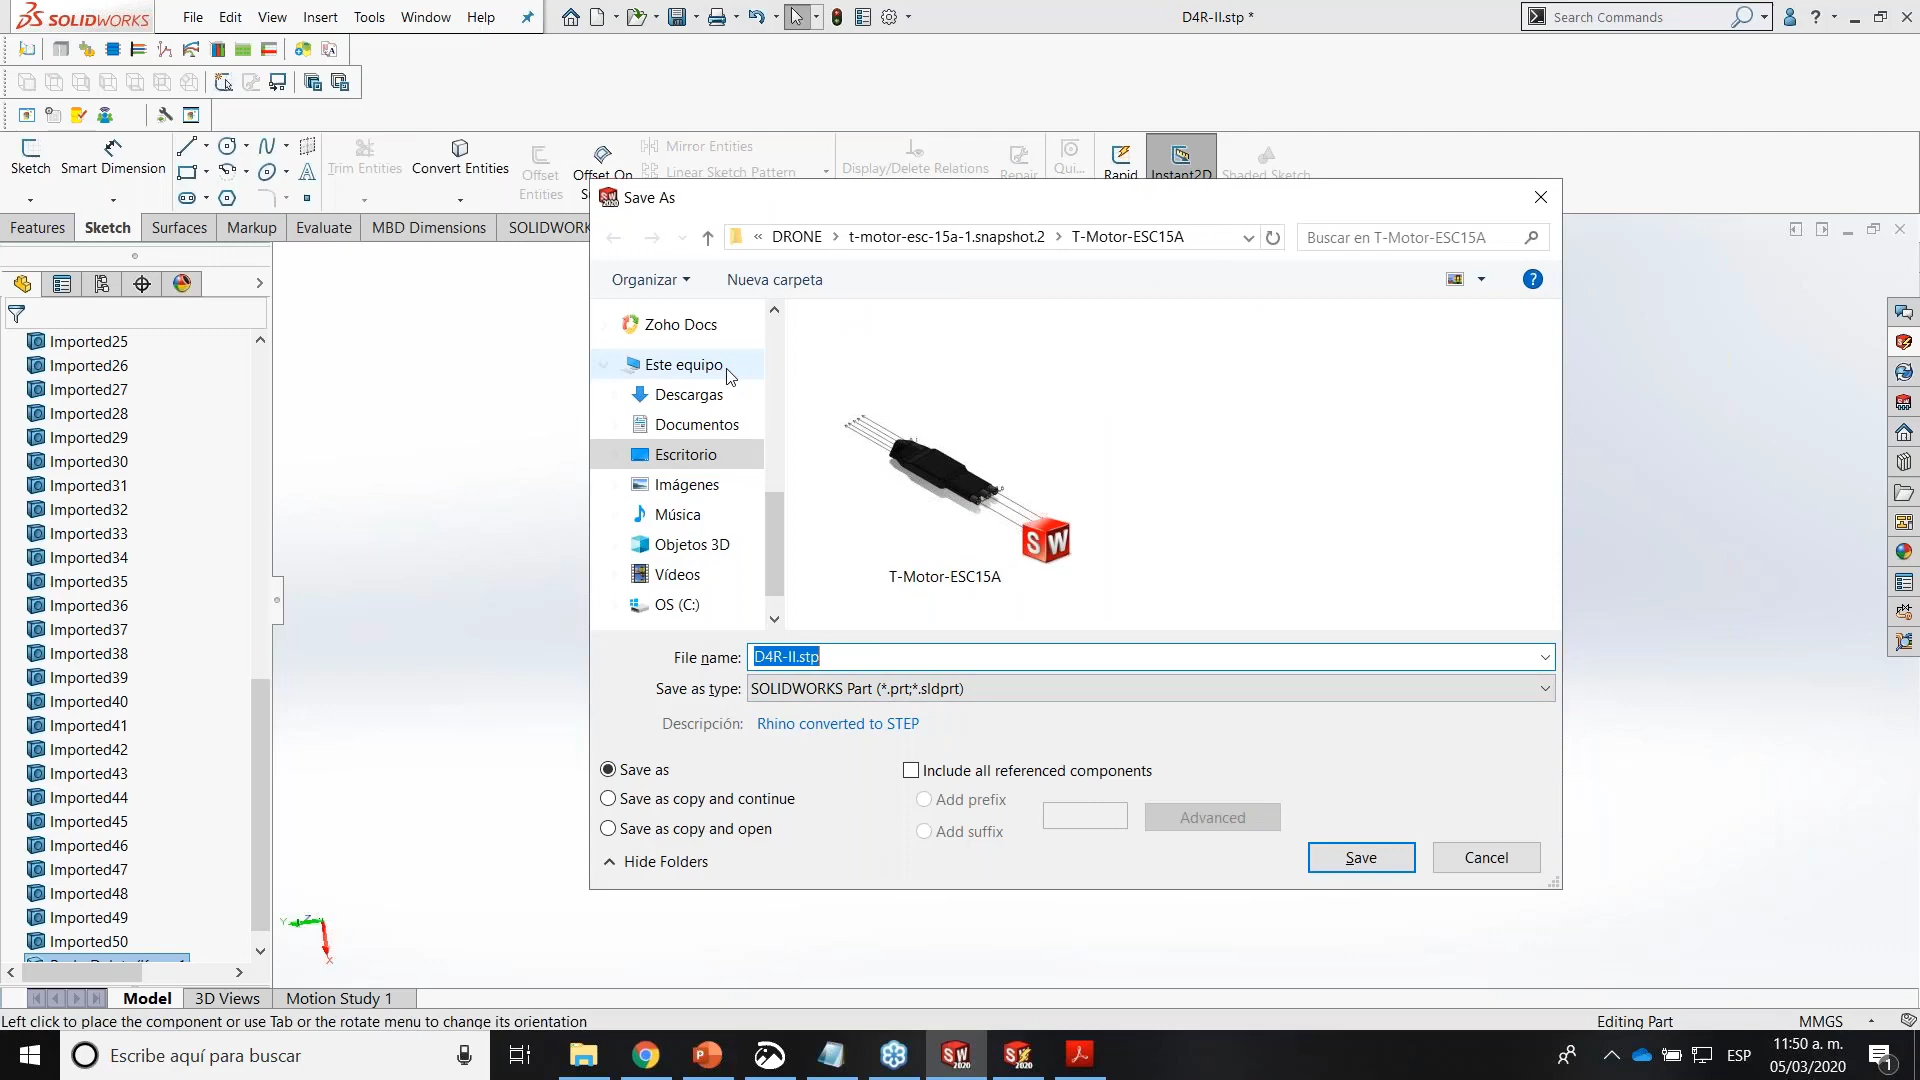 SOLIDWORKS
File Edit View Insert Tools Window Help
D4R-II.stp *
Search Commands
Sketch
Smart Dimension
Trim Entities
Convert Entities
Offset Entities
Offset On
Mirror Entities
Linear Sketch Pattern
Display/Delete Relations
Repair
Qui...
Rapid
Instant2D
Shaded Sketch
Features Sketch Surfaces Markup Evaluate MBD Dimensions SOLIDWORK
Save As
« DRONE > t-motor-esc-15a-1.snapshot.2 > T-Motor-ESC15A
Buscar en T-Motor-ESC15A
Organizar
Nueva carpeta
Zoho Docs
Este equipo
Descargas
Documentos
Escritorio
Imágenes
Música
Objetos 3D
Vídeos
OS (C:)
T-Motor-ESC15A
File name: D4R-II.stp
Save as type: SOLIDWORKS Part (*.prt;*.sldprt)
Descripción: Rhino converted to STEP
Save as
Save as copy and continue
Save as copy and open
Include all referenced components
Add prefix
Add suffix
Advanced
Hide Folders
Save
Cancel
Imported25
Imported26
Imported27
Imported28
Imported29
Imported30
Imported31
Imported32
Imported33
Imported34
Imported35
Imported36
Imported37
Imported38
Imported39
Imported40
Imported41
Imported42
Imported43
Imported44
Imported45
Imported46
Imported47
Imported48
Imported49
Imported50
Y Z X
Model 3D Views Motion Study 1
Left click to place the component or use Tab or the rotate menu to change its orientation
Editing Part
MMGS
Escribe aquí para buscar
ESP
11:50 a. m.
05/03/2020
1